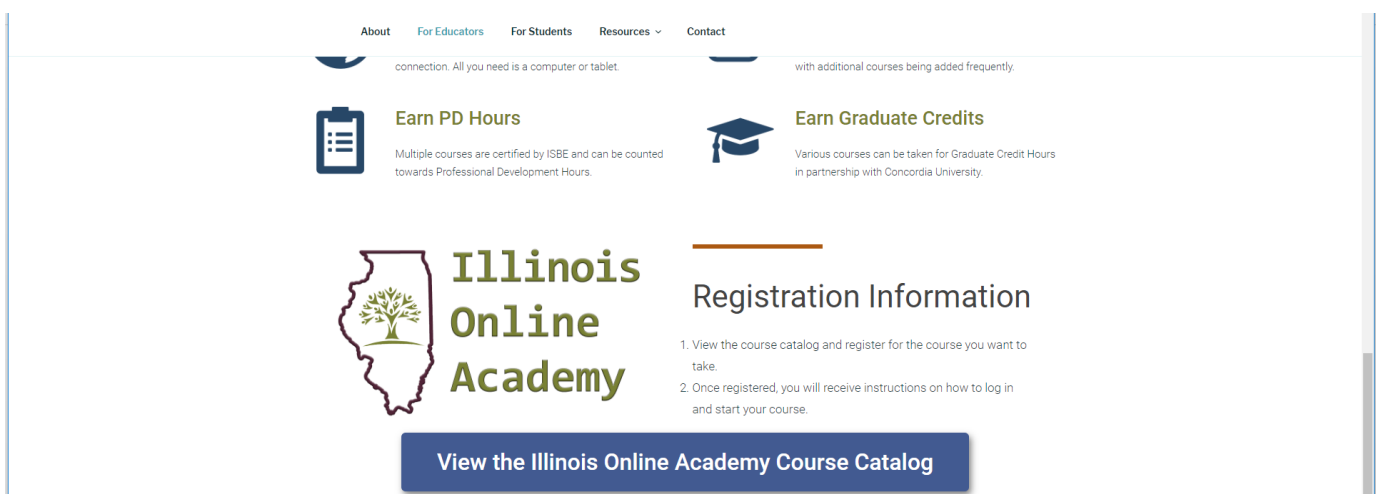 About For Educators For Students Resources Contact
connection. All you need is a computer or tablet.
with additional courses being added frequently.
Earn PD Hours
Multiple courses are certified by ISBE and can be counted
towards Professional Development Hours.
Earn Graduate Credits
Various courses can be taken for Graduate Credit Hours
in partnership with Concordia University.
Illinois
Online
Academy
Registration Information
1. View the course catalog and register for the course you want to
take.
2. Once registered, you will receive instructions on how to log in
and start your course.
View the Illinois Online Academy Course Catalog